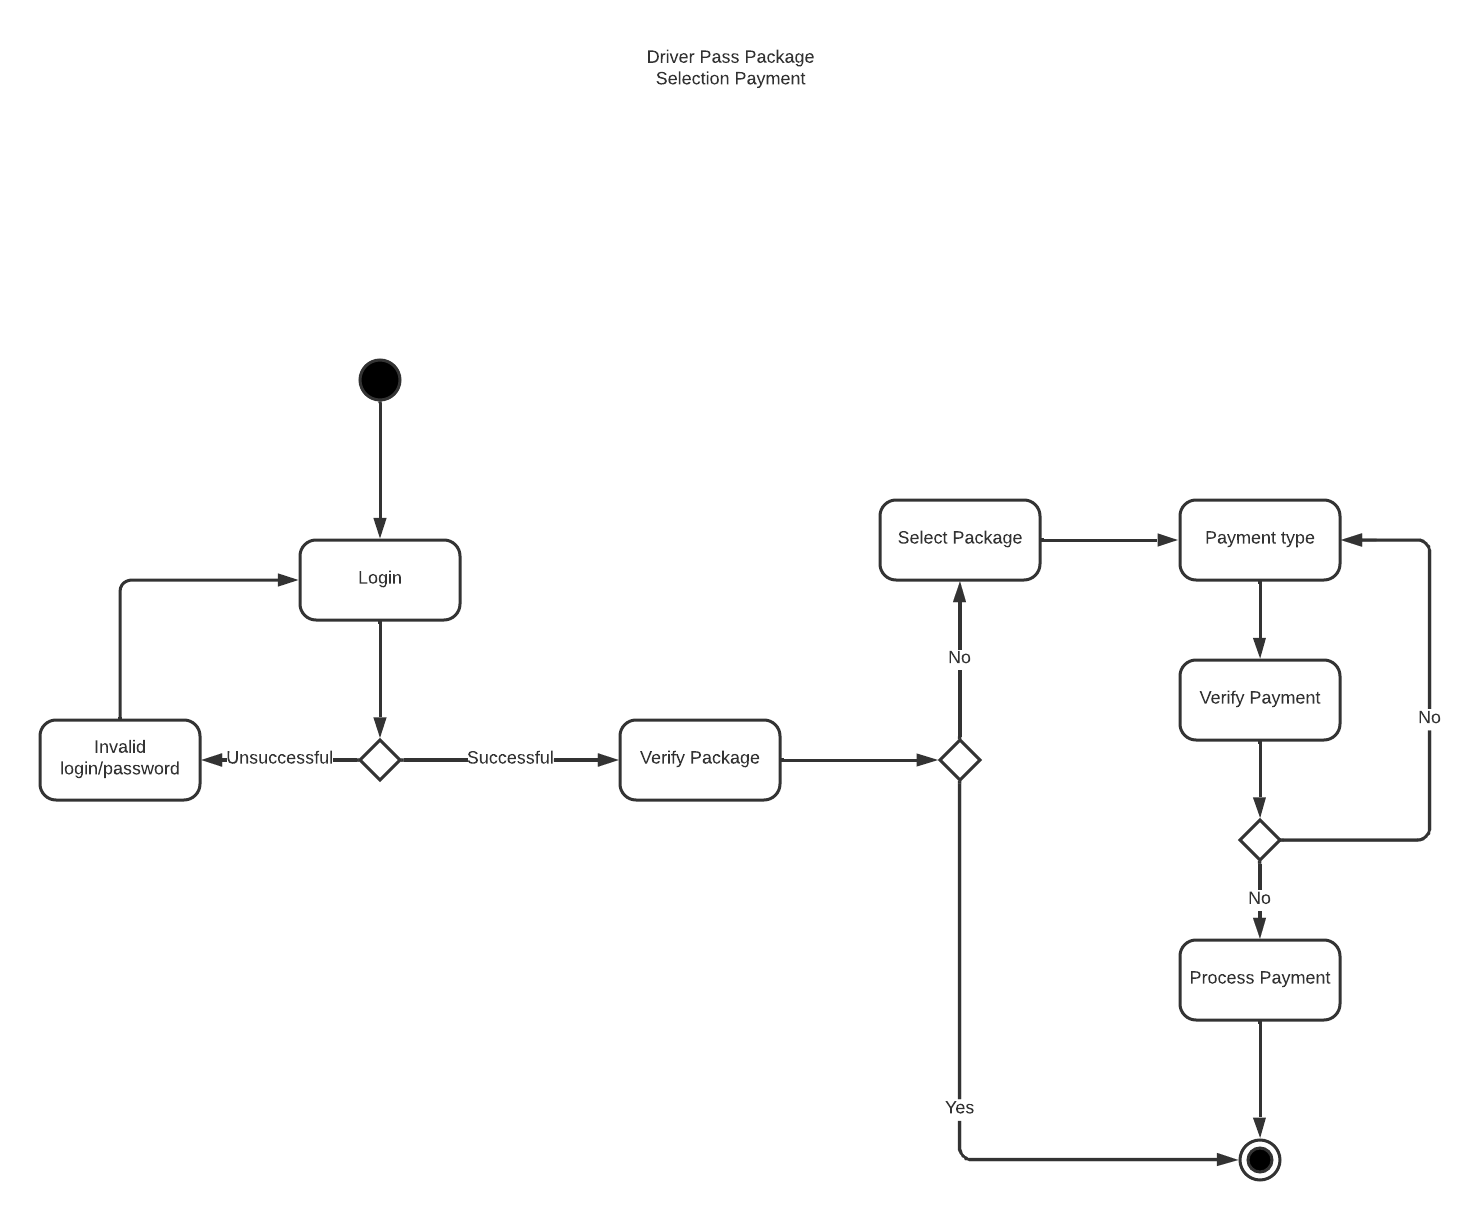 Driver Pass Package
Selection Payment
Login
Invalid
login/password
Unsuccessful
Successful
Verify Package
No
Select Package
Payment type
Verify Payment
No
No
Process Payment
Yes